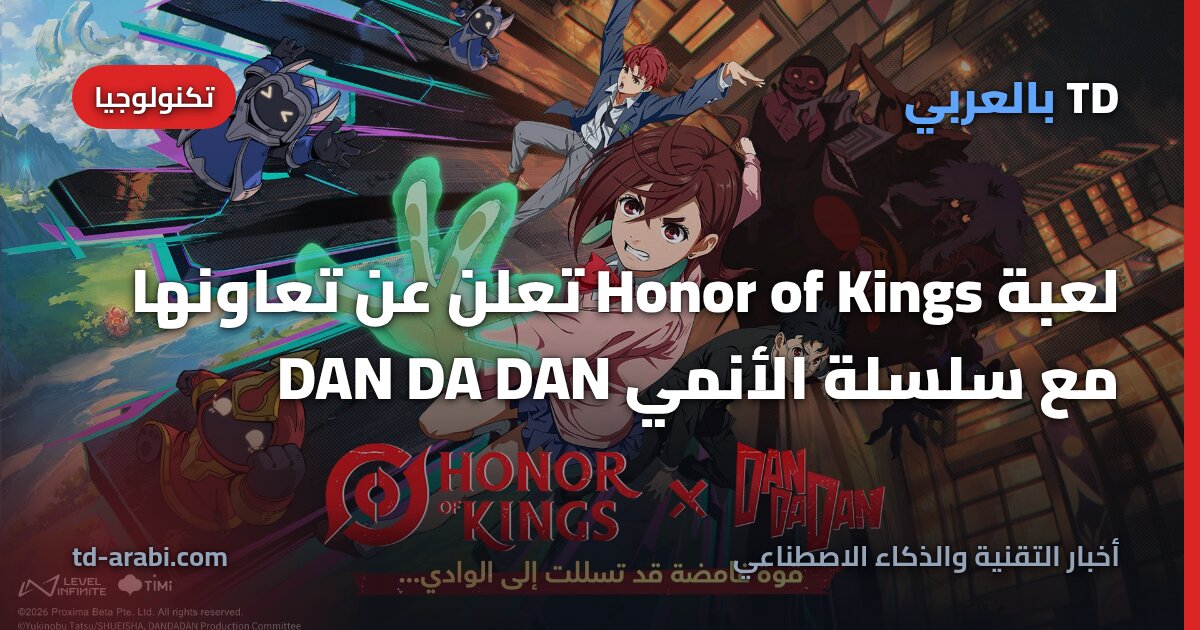 TD بالعربي
تكنولوجيا
لعبة Honor of Kings تعلن عن تعاونها
مع سلسلة الأنمي DAN DA DAN
HONOR OF KINGS × DAN DA DAN
قوة غامضة قد تسللت إلى الوادي...
أخبار التقنية والذكاء الاصطناعي
td-arabi.com
LEVEL INFINITE TiMi
©2026 Proxima Beta Pte. Ltd. All rights reserved.
©Yukinobu Tatsu/SHUEISHA, DANDADAN Production Committee